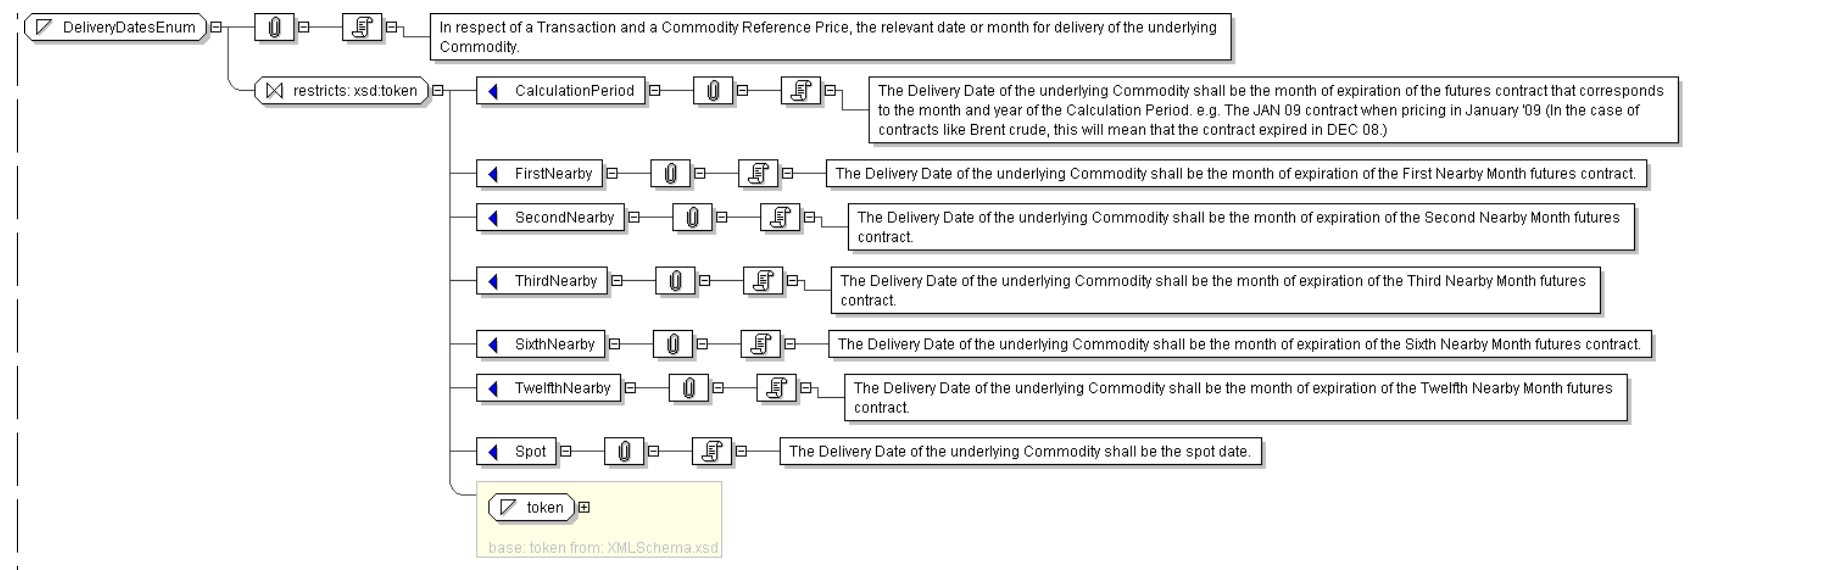 DeliveryDatesEnum
In respect of a Transaction and a Commodity Reference Price, the relevant date or month for delivery of the underlying
Commodity.
restricts: xsd:token
CalculationPeriod
The Delivery Date of the underlying Commodity shall be the month of expiration of the futures contract that corresponds
to the month and year of the Calculation Period. e.g. The JAN 09 contract when pricing in January '09 (In the case of
contracts like Brent crude, this will mean that the contract expired in DEC 08.)
FirstNearby
The Delivery Date of the underlying Commodity shall be the month of expiration of the First Nearby Month futures contract.
SecondNearby
The Delivery Date of the underlying Commodity shall be the month of expiration of the Second Nearby Month futures
contract.
ThirdNearby
The Delivery Date of the underlying Commodity shall be the month of expiration of the Third Nearby Month futures
contract.
SixthNearby
The Delivery Date of the underlying Commodity shall be the month of expiration of the Sixth Nearby Month futures contract.
TwelfthNearby
The Delivery Date of the underlying Commodity shall be the month of expiration of the Twelfth Nearby Month futures
contract.
Spot
The Delivery Date of the underlying Commodity shall be the spot date.
token
base: token from: XMLSchema.xsd